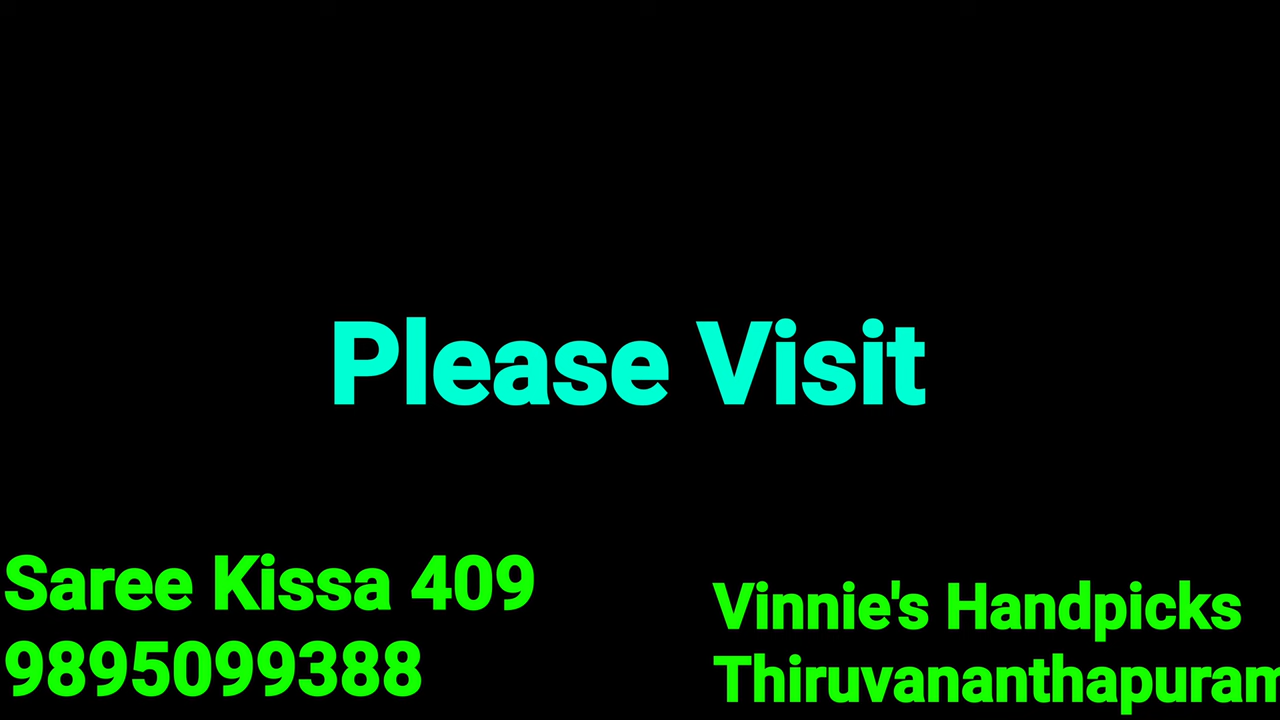 Please Visit
Saree Kissa 409
9895099388
Vinnie's Handpicks
Thiruvananthapuram